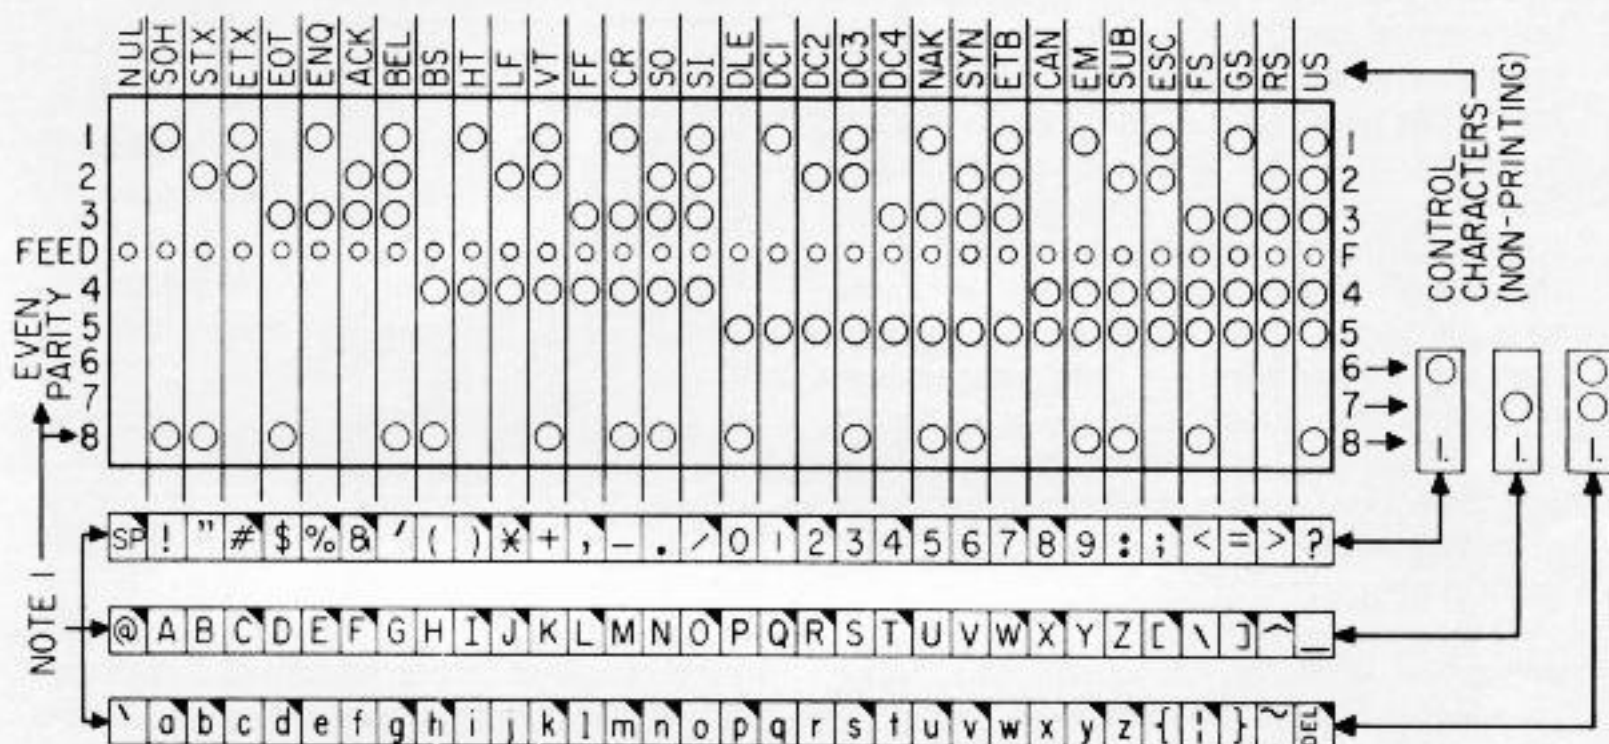 NUL SOH STX ETX EOT ENQ ACK BEL BS HT LF VT FF CR SO SI DLE DC1 DC2 DC3 DC4 NAK SYN ETB CAN EM SUB ESC FS GS RS US
CONTROL
CHARACTERS
(NON-PRINTING)
1 1
2 2
3 3
FEED F
4 4
5 5
6 6
7 7
8 8
EVEN
PARITY
NOTE 1
SP ! " # $ % & ' ( ) * + , – . / 0 1 2 3 4 5 6 7 8 9 : ; < = > ?
@ A B C D E F G H I J K L M N O P Q R S T U V W X Y Z [ \ ] ^ _
` a b c d e f g h i j k l m n o p q r s t u v w x y z { ¦ } ~ DEL